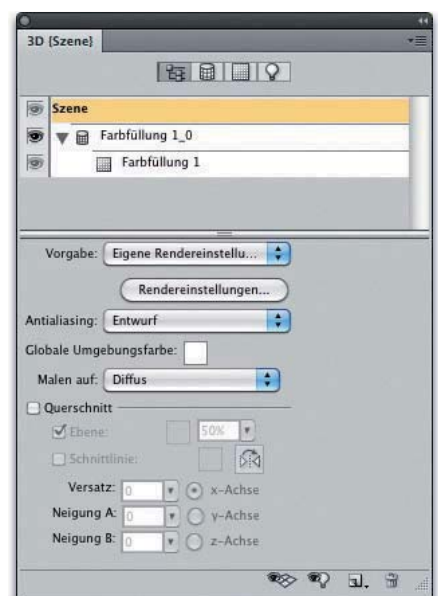 3D {Szene}
Szene
Farbfüllung 1_0
Farbfüllung 1
Vorgabe: Eigene Rendereinstellu...
Rendereinstellungen...
Antialiasing: Entwurf
Globale Umgebungsfarbe:
Malen auf: Diffus
Querschnitt
Ebene: 50%
Schnittlinie:
Versatz: 0 x-Achse
Neigung A: 0 y-Achse
Neigung B: 0 z-Achse